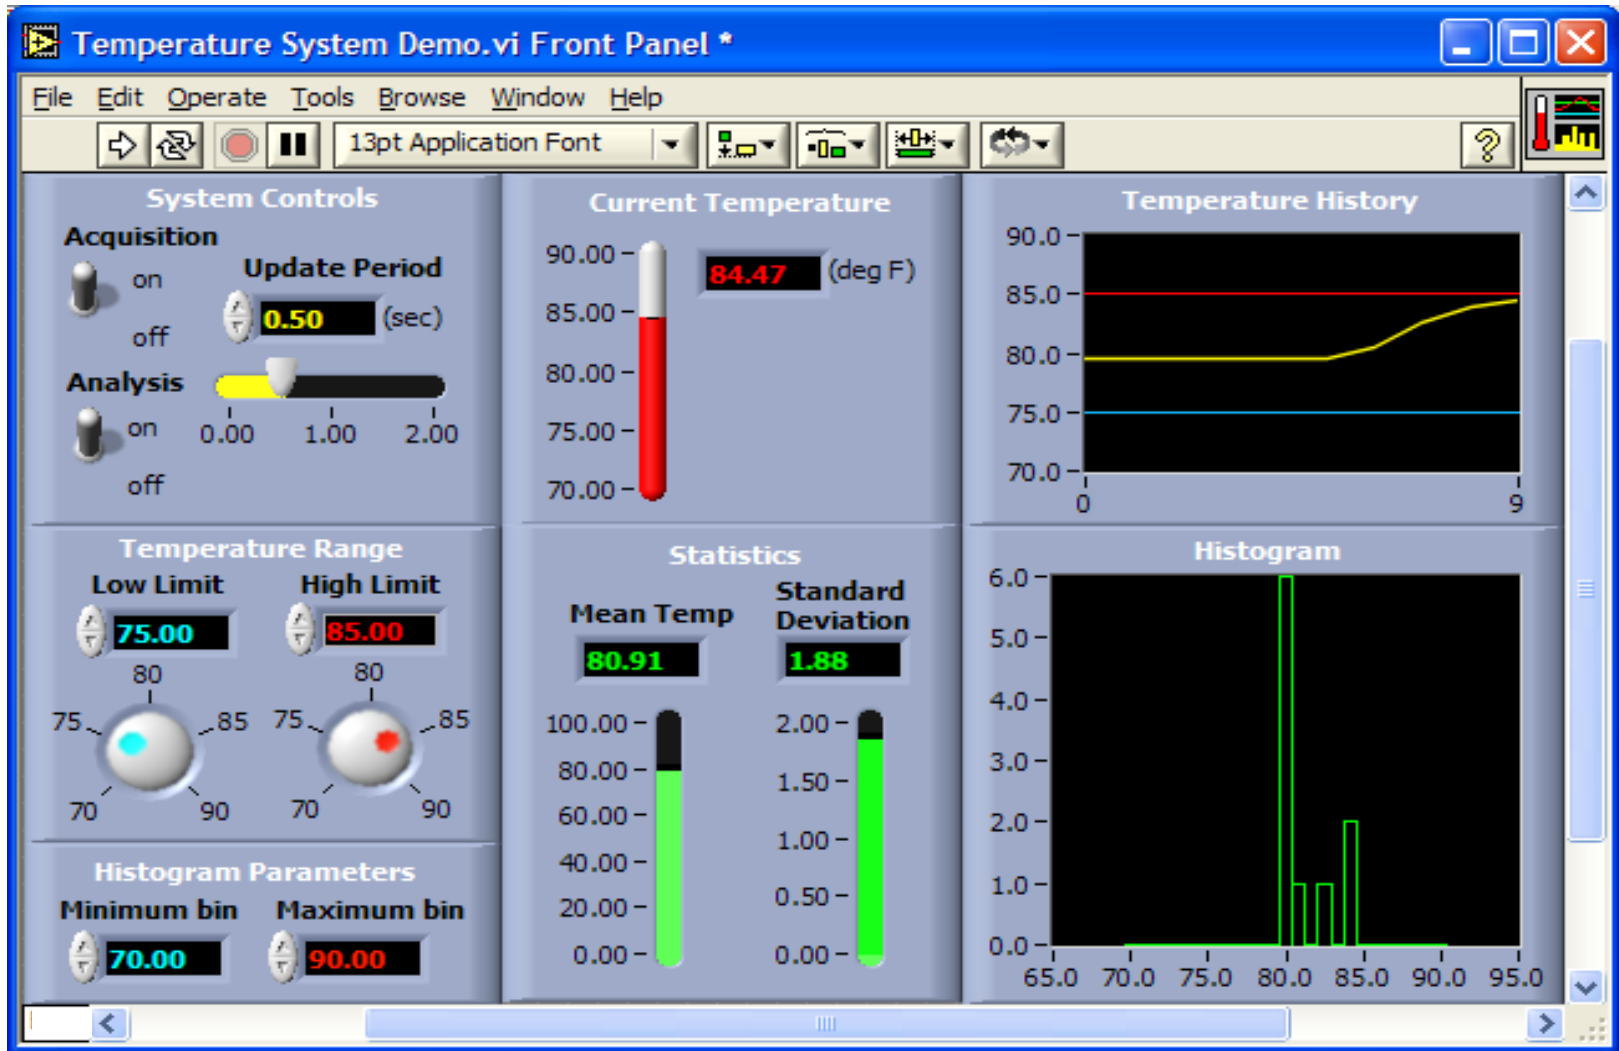 Temperature System Demo.vi Front Panel *
File Edit Operate Tools Browse Window Help
13pt Application Font
?
System Controls
Acquisition
on
off
Update Period
0.50 (sec)
Analysis
on
off
0.00 1.00 2.00
Current Temperature
84.47 (deg F)
90.00
85.00
80.00
75.00
70.00
Temperature History
90.0
85.0
80.0
75.0
70.0
0 9
Temperature Range
Low Limit High Limit
75.00 85.00
80 80
75 85 75 85
70 90 70 90
Statistics
Mean Temp
80.91
100.00
80.00
60.00
40.00
20.00
0.00
Standard
Deviation
1.88
2.00
1.50
1.00
0.50
0.00
Histogram
6.0
5.0
4.0
3.0
2.0
1.0
0.0
65.0 70.0 75.0 80.0 85.0 90.0 95.0
Histogram Parameters
Minimum bin Maximum bin
70.00 90.00